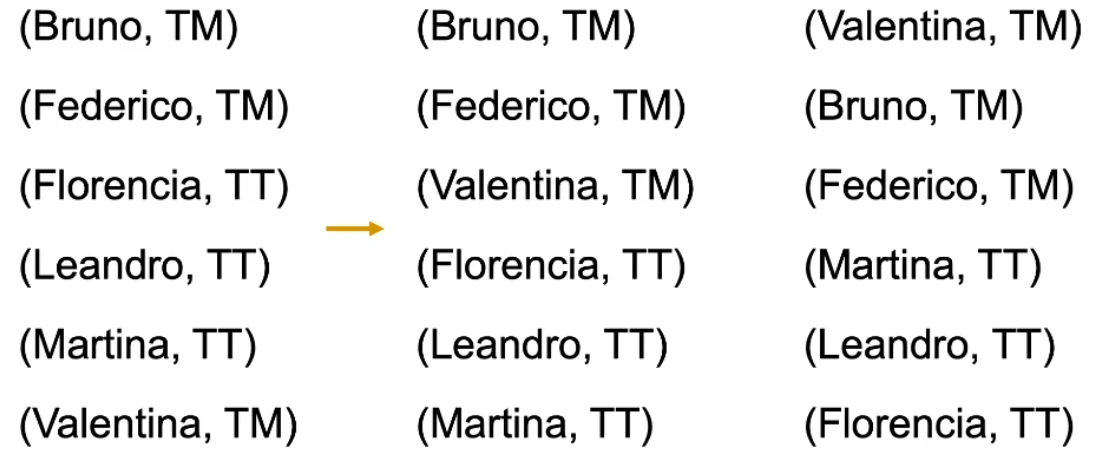 (Bruno, TM) (Bruno, TM) (Valentina, TM)
(Federico, TM) (Federico, TM) (Bruno, TM)
(Florencia, TT) (Valentina, TM) (Federico, TM)
(Leandro, TT) (Florencia, TT) (Martina, TT)
(Martina, TT) (Leandro, TT) (Leandro, TT)
(Valentina, TM) (Martina, TT) (Florencia, TT)